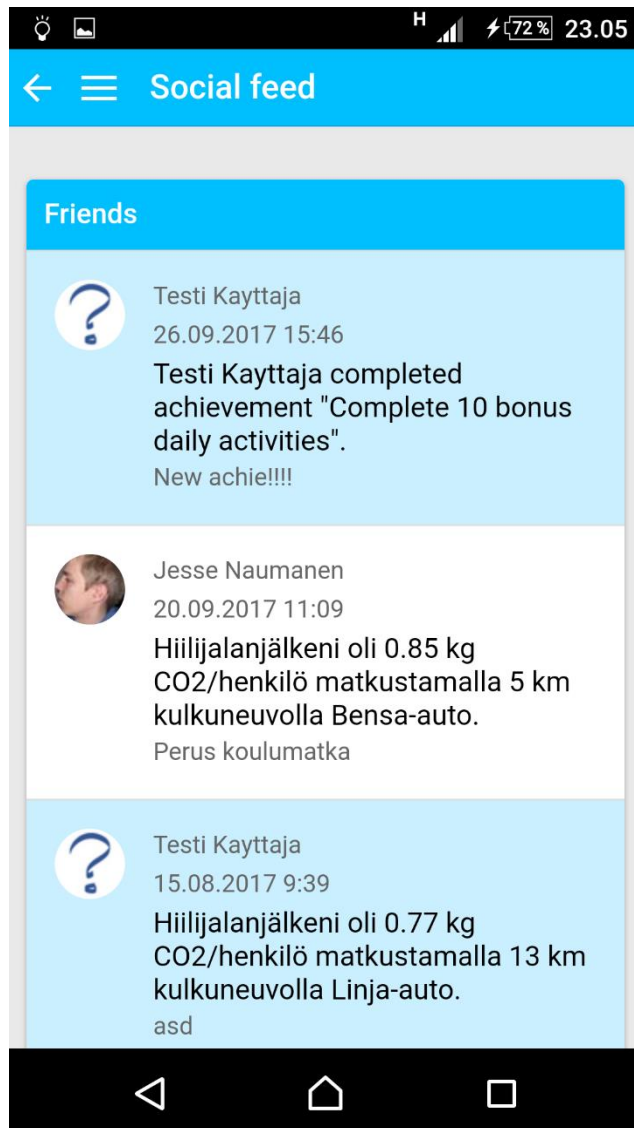 H 72% 23.05
Social feed
Friends
Testi Kayttaja
26.09.2017 15:46
Testi Kayttaja completed
achievement "Complete 10 bonus
daily activities".
New achie!!!!
Jesse Naumanen
20.09.2017 11:09
Hiilijalanjälkeni oli 0.85 kg
CO2/henkilö matkustamalla 5 km
kulkuneuvolla Bensa-auto.
Perus koulumatka
Testi Kayttaja
15.08.2017 9:39
Hiilijalanjälkeni oli 0.77 kg
CO2/henkilö matkustamalla 13 km
kulkuneuvolla Linja-auto.
asd